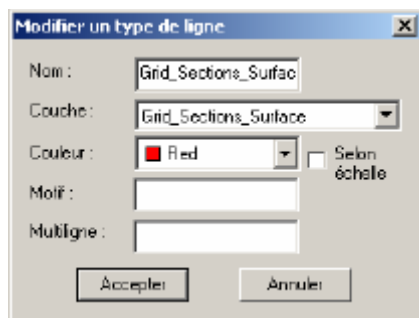 Modifier un type de ligne
Nom : Grid_Sections_Surfac
Couche : Grid_Sections_Surface
Couleur : Red Selon échelle
Motif :
Multiligne :
Accepter Annuler